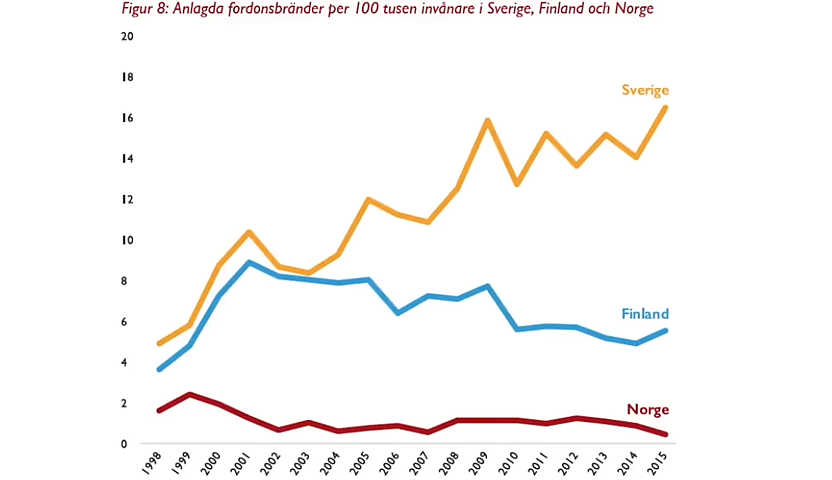 Figur 8: Anlagda fordonsbränder per 100 tusen invånare i Sverige, Finland och Norge
20
18
Sverige
16
14
12
10
8
Finland
6
4
Norge
2
0
1998 1999 2000 2001 2002 2003 2004 2005 2006 2007 2008 2009 2010 2011 2012 2013 2014 2015